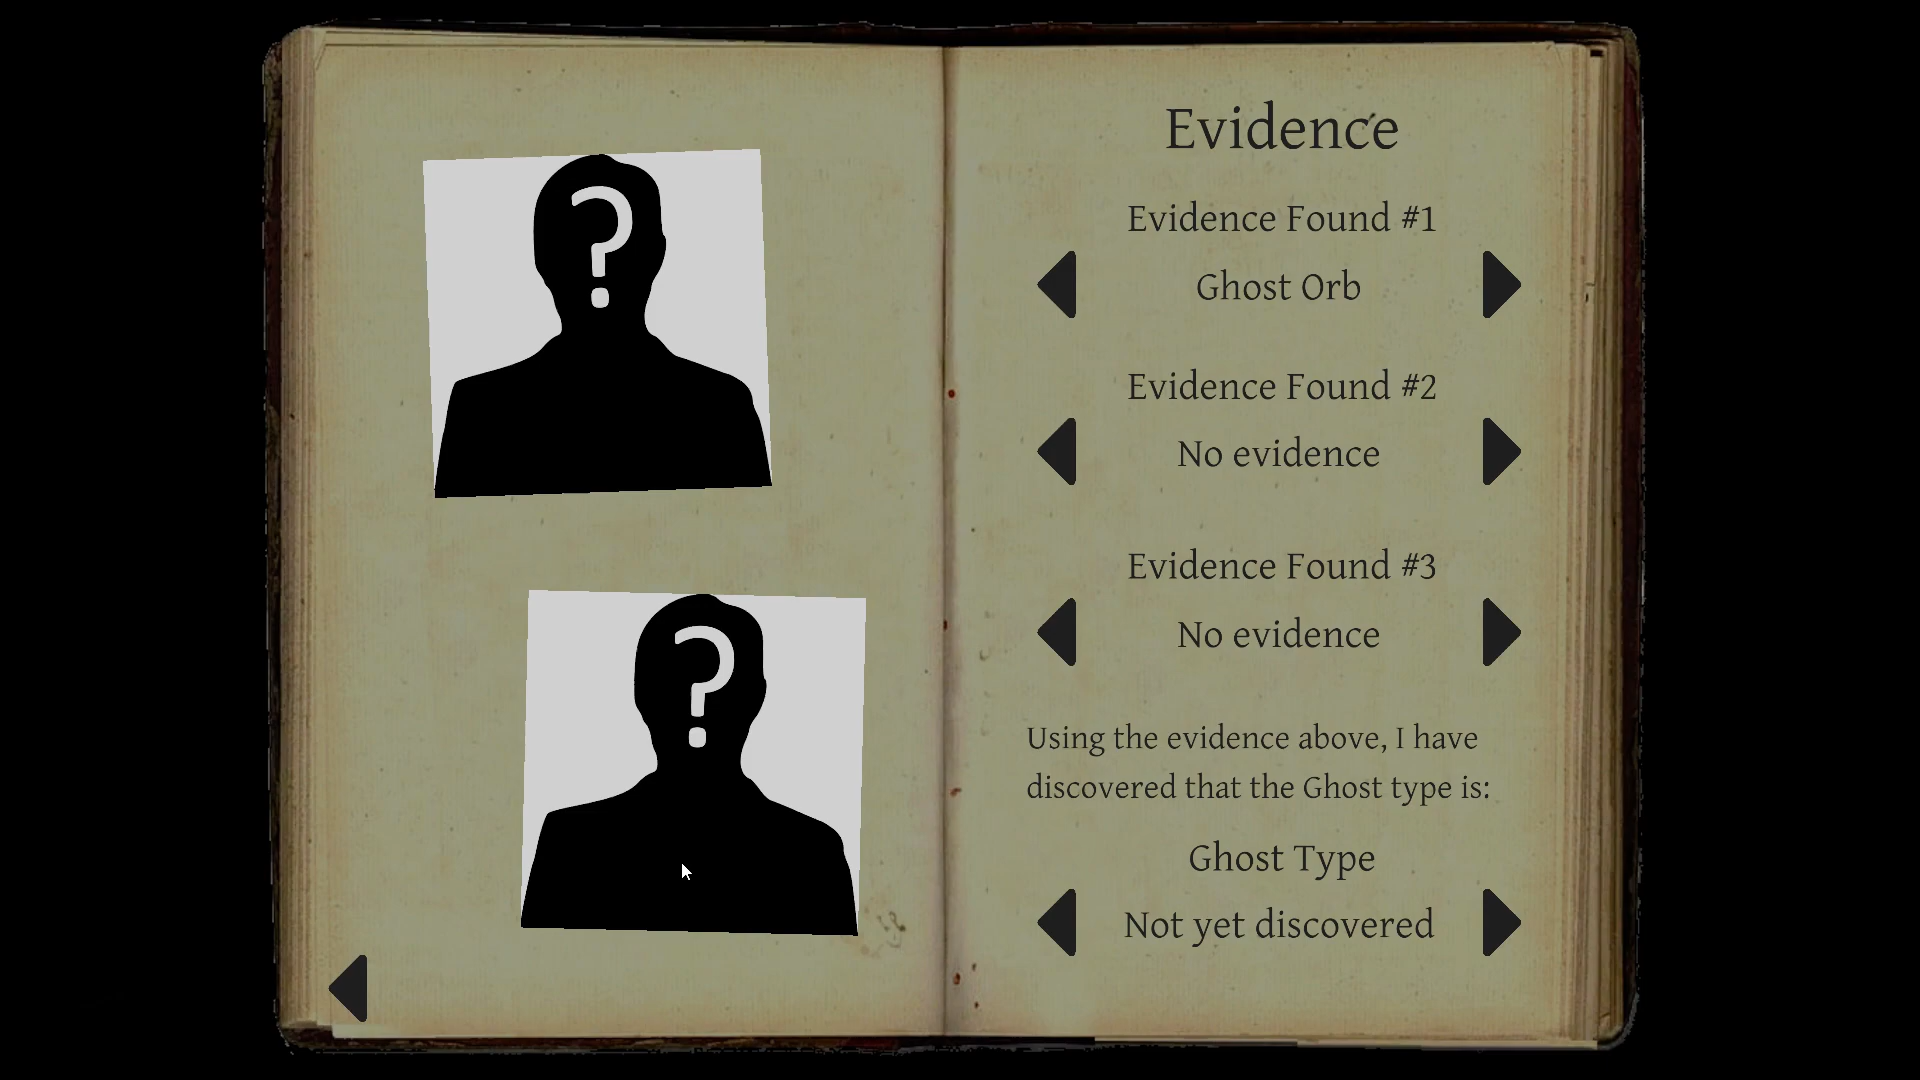 ?
?
Evidence
Evidence Found #1
Ghost Orb
Evidence Found #2
No evidence
Evidence Found #3
No evidence
Using the evidence above, I have
discovered that the Ghost type is:
Ghost Type
Not yet discovered